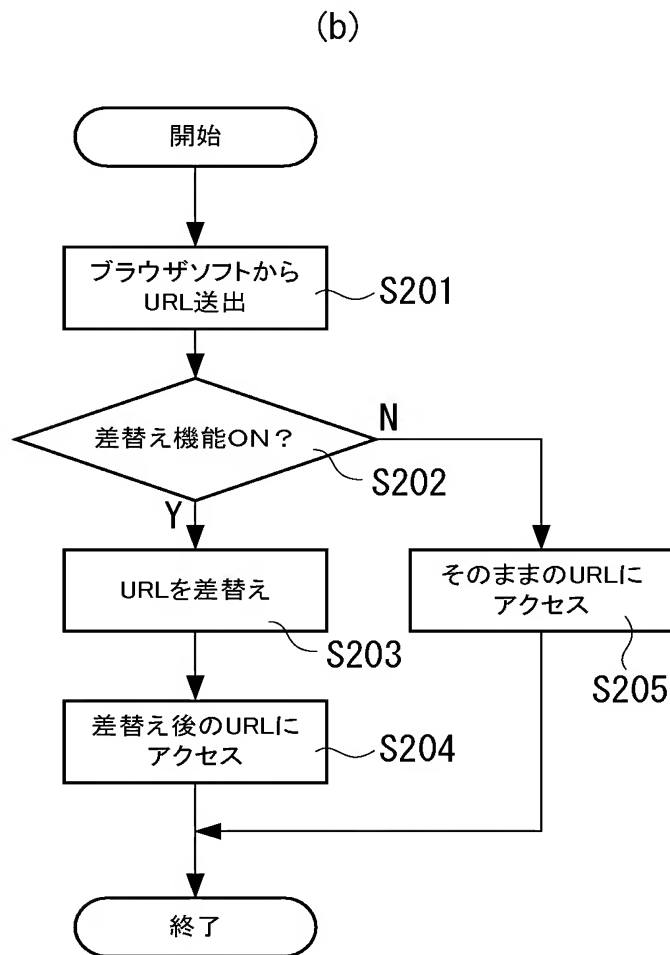 (b)
開始
ブラウザソフトから
URL送出
S201
差替え機能ON？
N
S202
Y
URLを差替え
S203
そのままのURLに
アクセス
S205
差替え後のURLに
アクセス
S204
終了